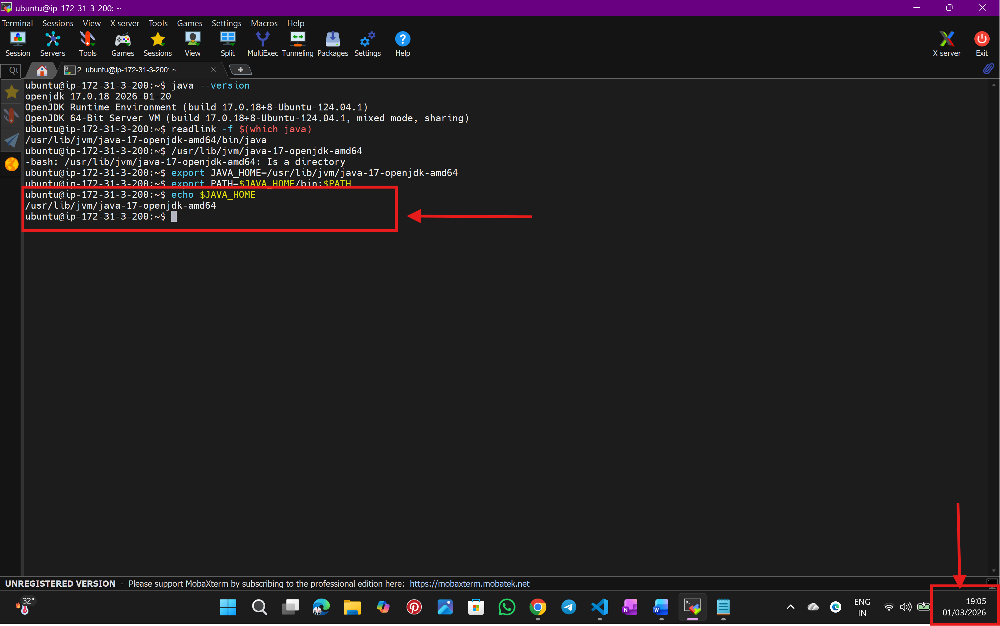 ubuntu@ip-172-31-3-200: ~
Terminal Sessions View X server Tools Games Settings Macros Help
Session Servers Tools Games Sessions View Split MultiExec Tunneling Packages Settings Help X server Exit
2. ubuntu@ip-172-31-3-200: ~
ubuntu@ip-172-31-3-200:~$ java --version
openjdk 17.0.18 2026-01-20
OpenJDK Runtime Environment (build 17.0.18+8-Ubuntu-124.04.1)
OpenJDK 64-Bit Server VM (build 17.0.18+8-Ubuntu-124.04.1, mixed mode, sharing)
ubuntu@ip-172-31-3-200:~$ readlink -f $(which java)
/usr/lib/jvm/java-17-openjdk-amd64/bin/java
ubuntu@ip-172-31-3-200:~$ /usr/lib/jvm/java-17-openjdk-amd64
-bash: /usr/lib/jvm/java-17-openjdk-amd64: Is a directory
ubuntu@ip-172-31-3-200:~$ export JAVA_HOME=/usr/lib/jvm/java-17-openjdk-amd64
ubuntu@ip-172-31-3-200:~$ export PATH=$JAVA_HOME/bin:$PATH
ubuntu@ip-172-31-3-200:~$ echo $JAVA_HOME
/usr/lib/jvm/java-17-openjdk-amd64
ubuntu@ip-172-31-3-200:~$
UNREGISTERED VERSION - Please support MobaXterm by subscribing to the professional edition here: https://mobaxterm.mobatek.net
32°
ENG
IN
19:05
01/03/2026